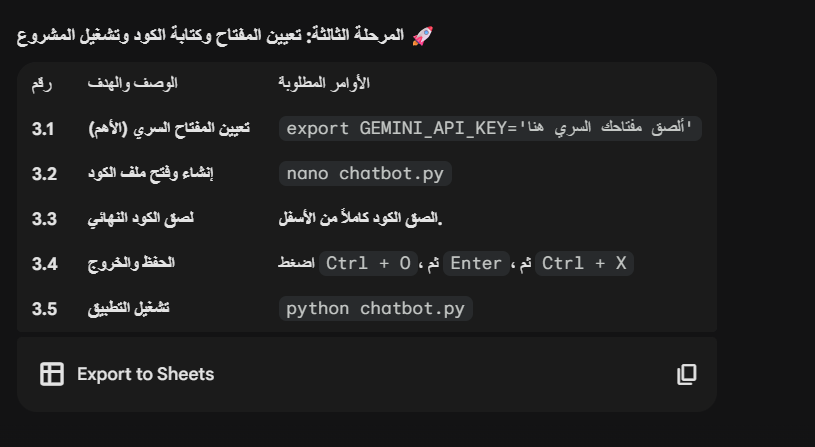 🚀 المرحلة الثالثة: تعيين المفتاح وكتابة الكود وتشغيل المشروع
رقم الوصف والهدف الأوامر المطلوبة
3.1 تعيين المفتاح السري (الأهم) export GEMINI_API_KEY='ألصق مفتاحك السري هنا'
3.2 إنشاء وفتح ملف الكود nano chatbot.py
3.3 لصق الكود النهائي الصق الكود كاملاً من الأسفل.
3.4 الحفظ والخروج اضغط Ctrl + O، ثم Enter، ثم Ctrl + X
3.5 تشغيل التطبيق python chatbot.py
Export to Sheets